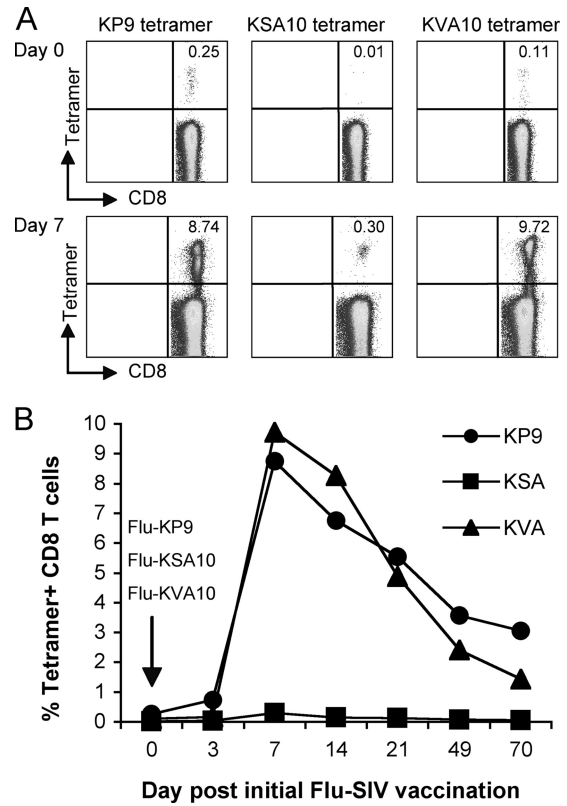 A
KP9 tetramer
KSA10 tetramer
KVA10 tetramer
Day 0
0.25
0.01
0.11
Tetramer
CD8
Day 7
8.74
0.30
9.72
Tetramer
CD8
B
10
9
8
7
6
5
4
3
2
1
0
% Tetramer+ CD8 T cells
KP9
KSA
KVA
Flu-KP9
Flu-KSA10
Flu-KVA10
0 3 7 14 21 49 70
Day post initial Flu-SIV vaccination